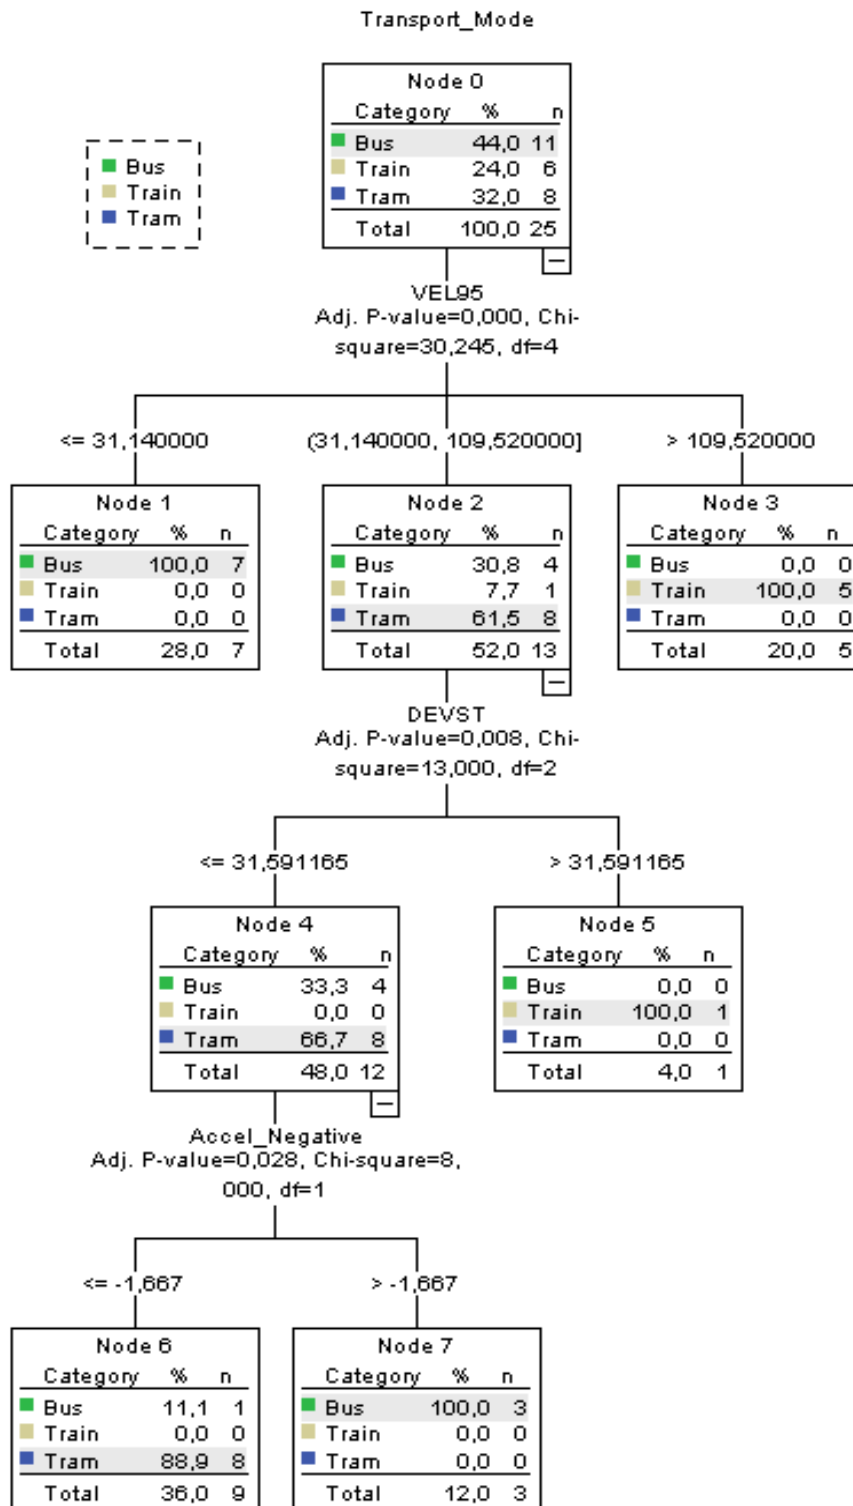 Transport_Mode
Node 0
Category % n
Bus 44,0 11
Train 24,0 6
Tram 32,0 8
Total 100,0 25
Bus
Train
Tram
VEL95
Adj. P-value=0,000, Chi-
square=30,245, df=4
<= 31,140000
(31,140000, 109,520000]
> 109,520000
Node 1
Category % n
Bus 100,0 7
Train 0,0 0
Tram 0,0 0
Total 28,0 7
Node 2
Category % n
Bus 30,8 4
Train 7,7 1
Tram 61,5 8
Total 52,0 13
Node 3
Category % n
Bus 0,0 0
Train 100,0 5
Tram 0,0 0
Total 20,0 5
DEVST
Adj. P-value=0,008, Chi-
square=13,000, df=2
<= 31,591165
> 31,591165
Node 4
Category % n
Bus 33,3 4
Train 0,0 0
Tram 66,7 8
Total 48,0 12
Node 5
Category % n
Bus 0,0 0
Train 100,0 1
Tram 0,0 0
Total 4,0 1
Accel_Negative
Adj. P-value=0,028, Chi-square=8,
000, df=1
<= -1,667
> -1,667
Node 6
Category % n
Bus 11,1 1
Train 0,0 0
Tram 88,9 8
Total 36,0 9
Node 7
Category % n
Bus 100,0 3
Train 0,0 0
Tram 0,0 0
Total 12,0 3